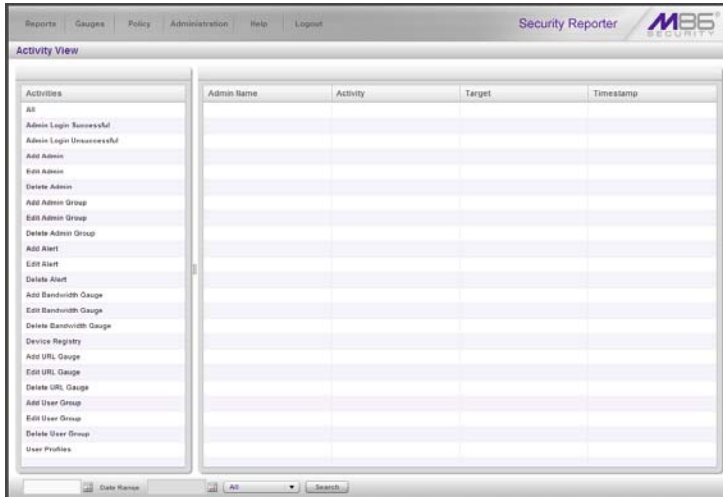 Reports Gauges Policy Administration Help Logout
Security Reporter
M86
SECURITY
Activity View
Activities
All
Admin Login Successful
Admin Login Unsuccessful
Add Admin
Edit Admin
Delete Admin
Add Admin Group
Edit Admin Group
Delete Admin Group
Add Alert
Edit Alert
Delete Alert
Add Bandwidth Gauge
Edit Bandwidth Gauge
Delete Bandwidth Gauge
Device Registry
Add URL Gauge
Edit URL Gauge
Delete URL Gauge
Add User Group
Edit User Group
Delete User Group
User Profiles
Admin Name Activity Target Timestamp
Date Range All Search